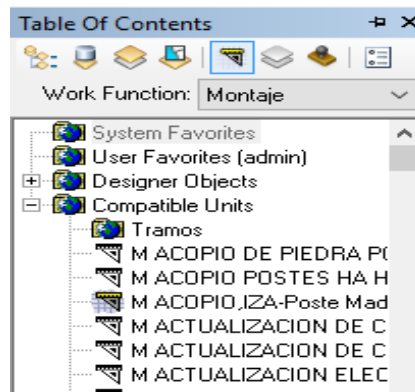 Table Of Contents
Work Function: Montaje
System Favorites
User Favorites (admin)
Designer Objects
Compatible Units
Tramos
M ACOPIO DE PIEDRA P
M ACOPIO POSTES HA H
M ACOPIO,IZA-Poste Mad
M ACTUALIZACION DE C
M ACTUALIZACION DE C
M ACTUALIZACION ELEC